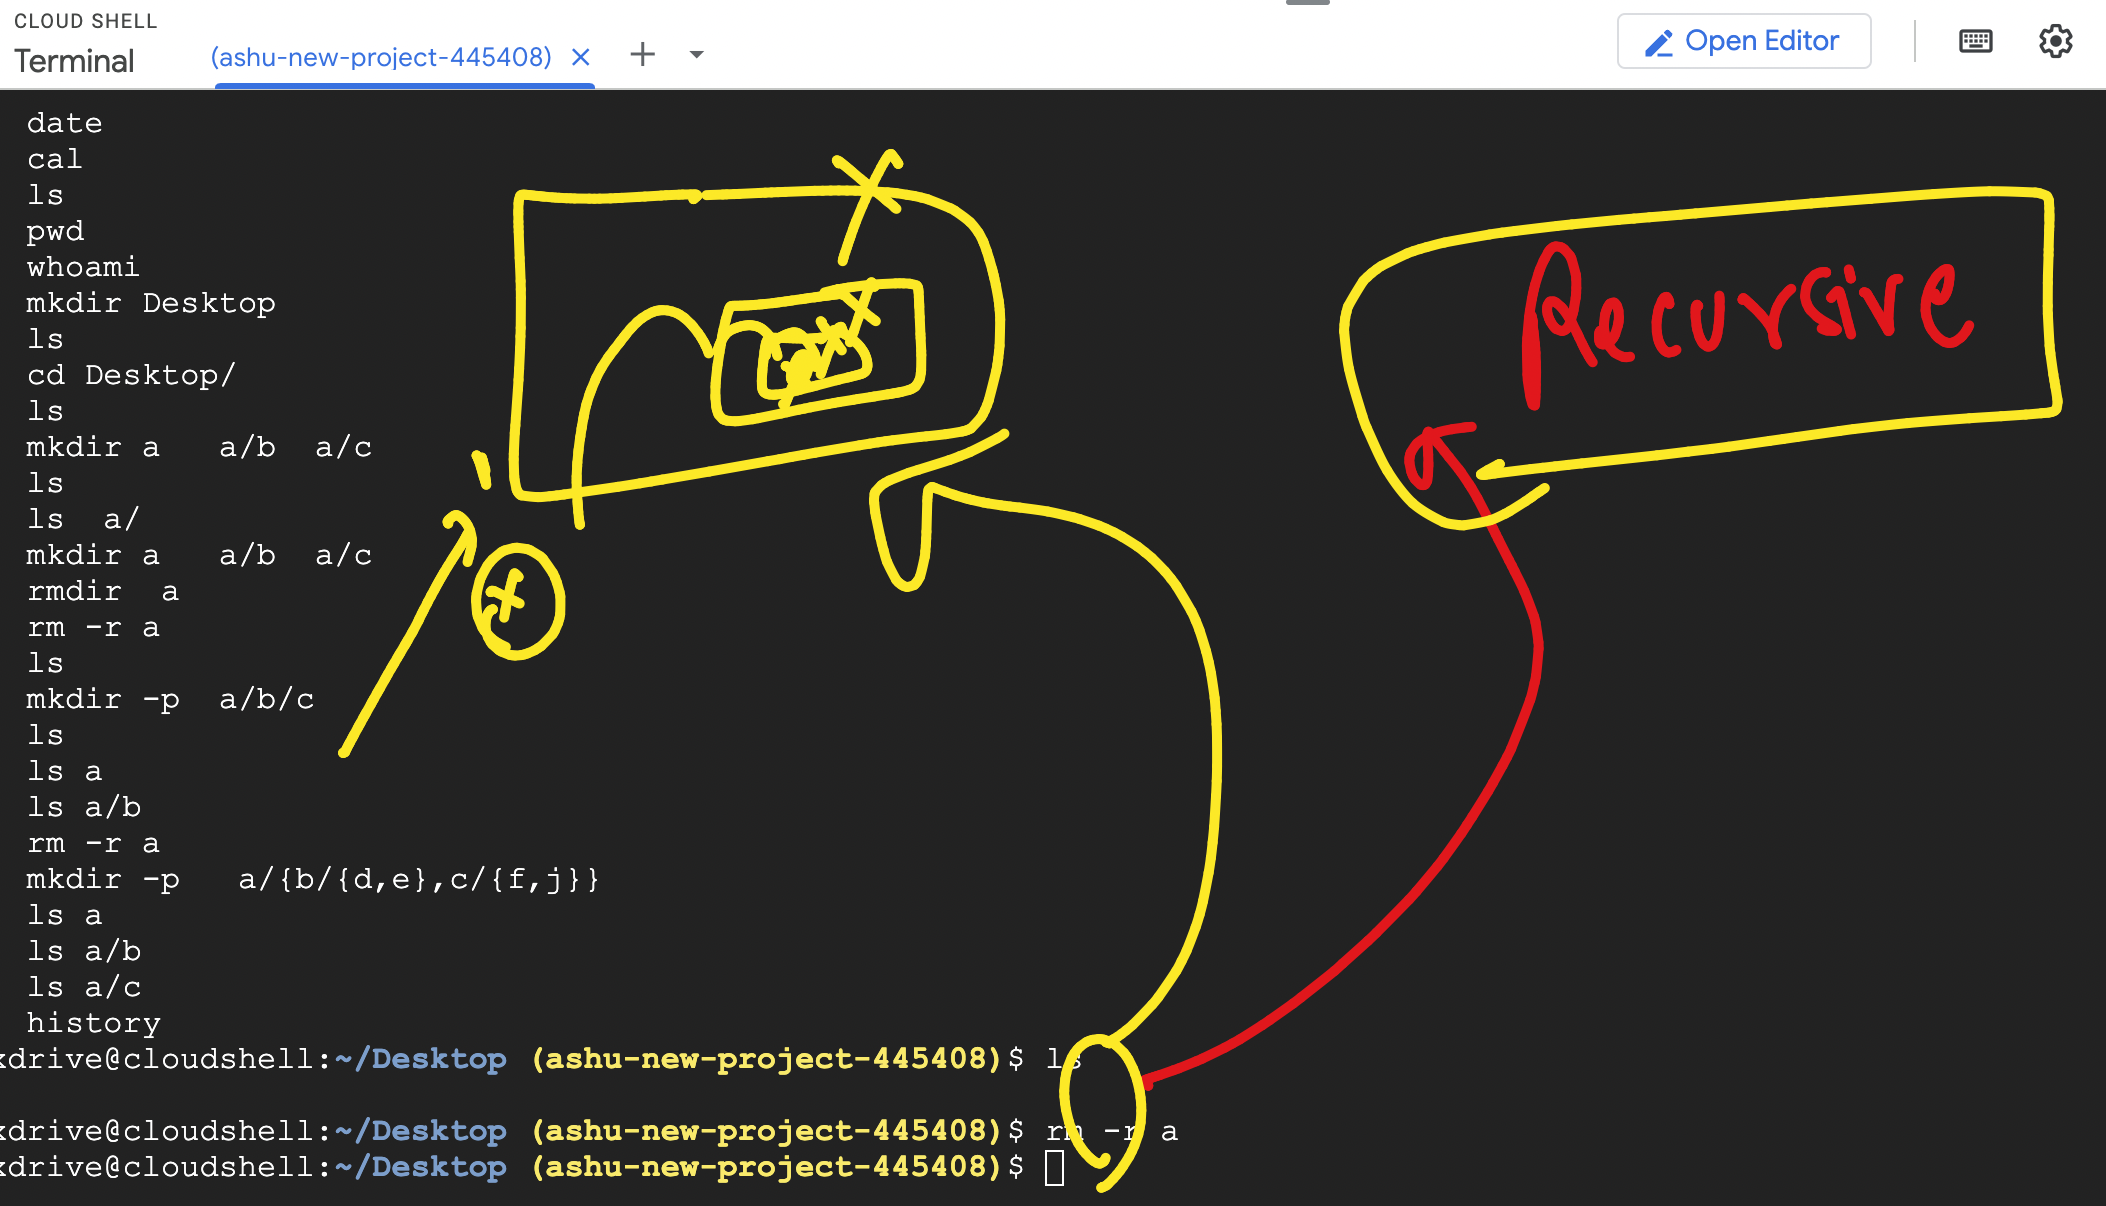 CLOUD SHELL
Terminal
(ashu-new-project-445408)
Open Editor
date
cal
ls
pwd
whoami
mkdir Desktop
ls
cd Desktop/
ls
mkdir a   a/b  a/c
ls
ls  a/
mkdir a   a/b  a/c
rmdir  a
rm -r a
ls
mkdir -p  a/b/c
ls
ls a
ls a/b
rm -r a
mkdir -p   a/{b/{d,e},c/{f,j}}
ls a
ls a/b
ls a/c
history
Recursive
xdrive@cloudshell:~/Desktop (ashu-new-project-445408)$ ls
xdrive@cloudshell:~/Desktop (ashu-new-project-445408)$ rm -r a
xdrive@cloudshell:~/Desktop (ashu-new-project-445408)$